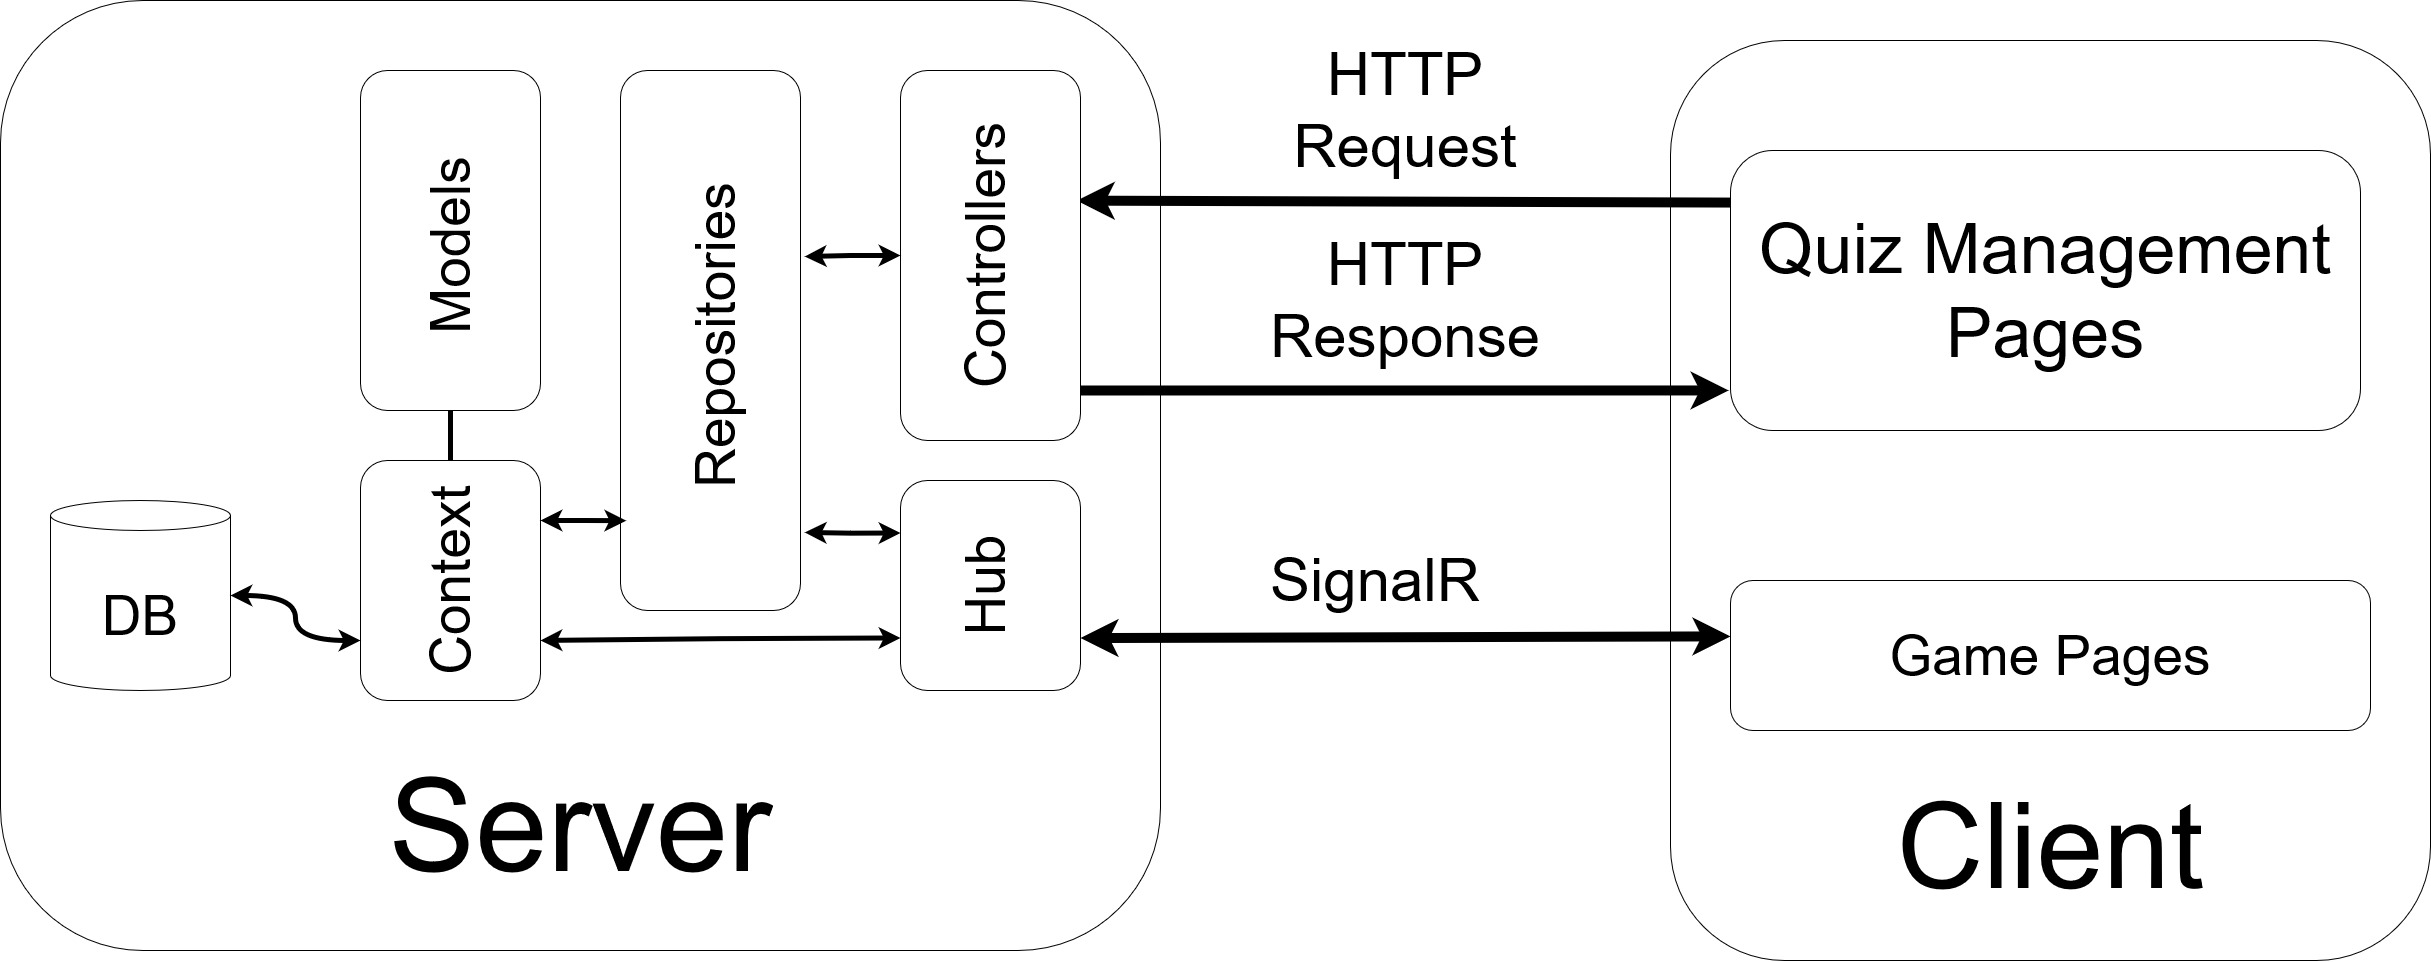 Models
Repositories
Controllers
HTTP
Request
HTTP
Response
Quiz Management
Pages
DB
Context
Hub
SignalR
Game Pages
Server
Client